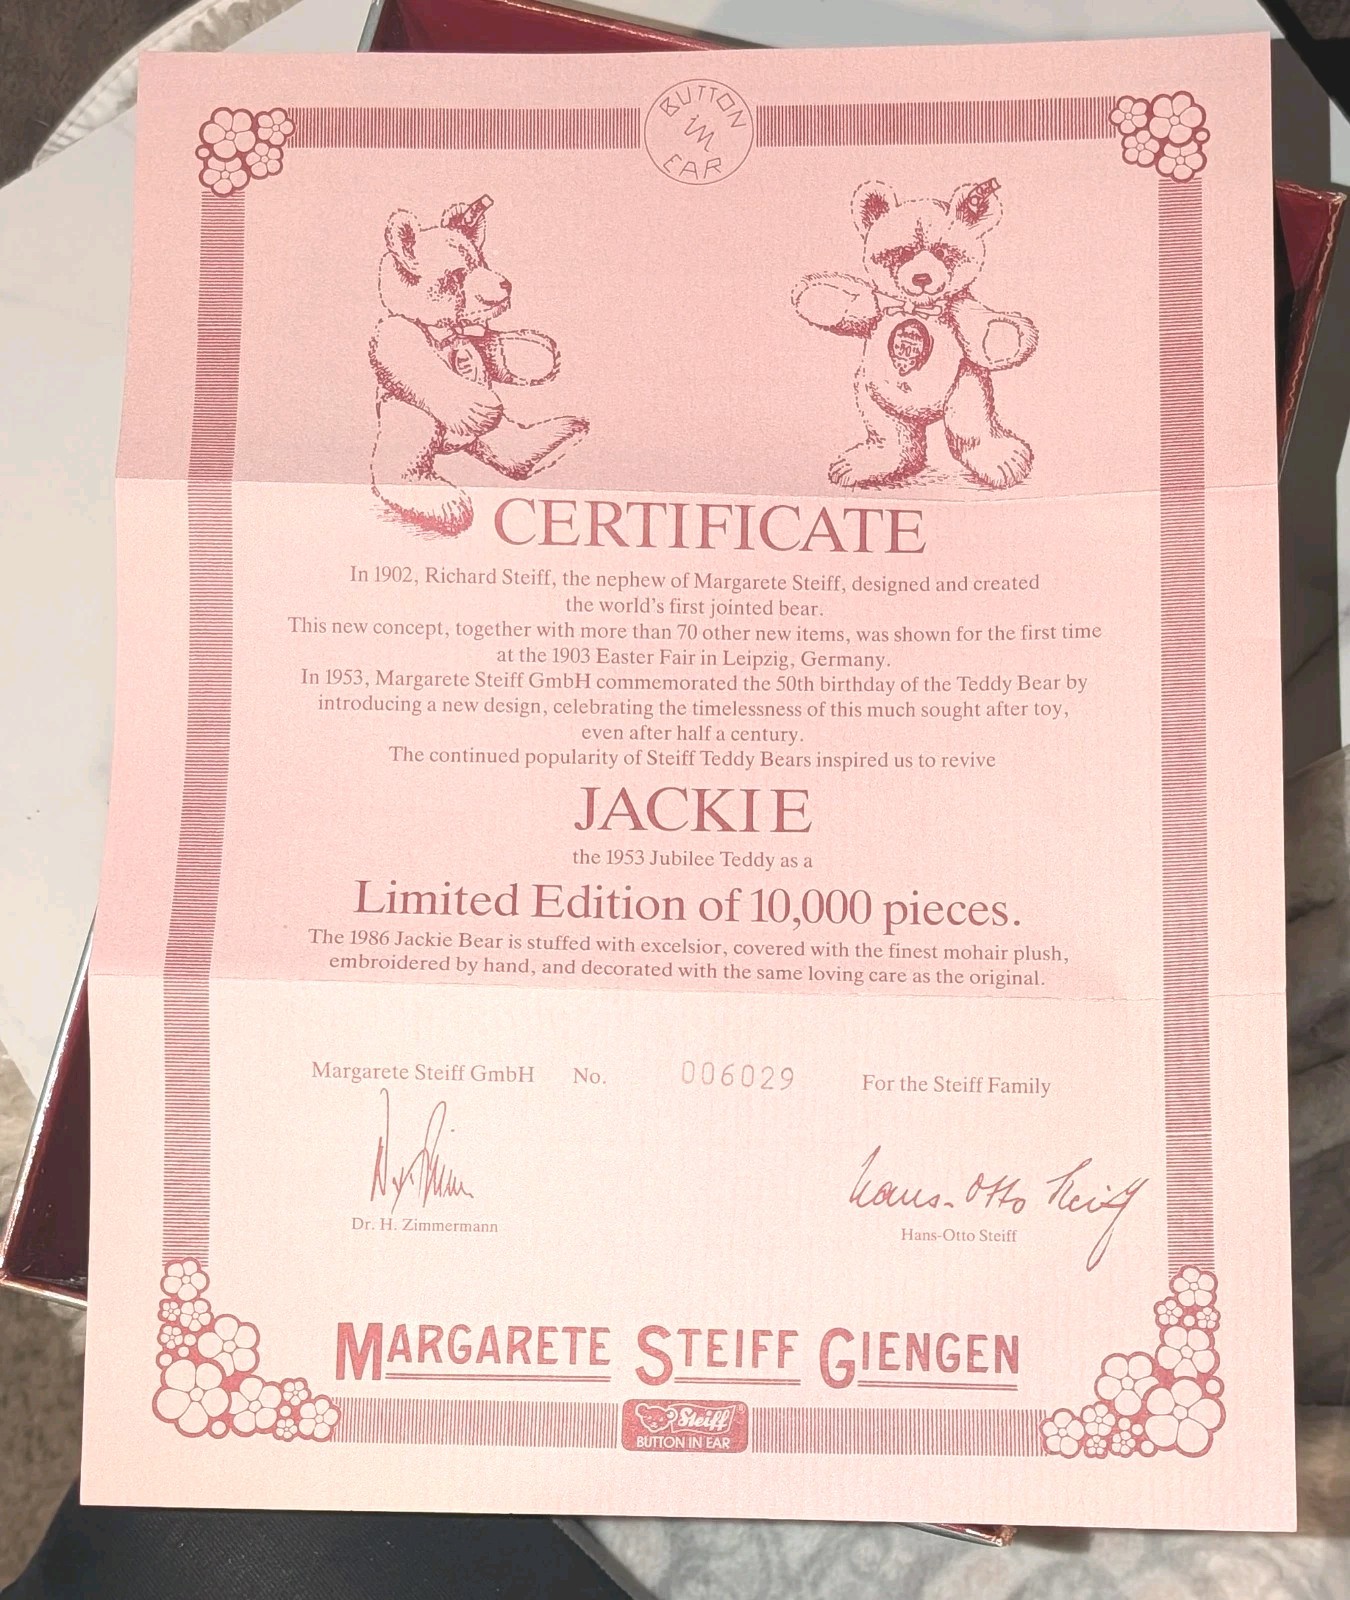 BUTTON
iN
EAR
50th
CERTIFICATE
In 1902, Richard Steiff, the nephew of Margarete Steiff, designed and created
the world's first jointed bear.
This new concept, together with more than 70 other new items, was shown for the first time
at the 1903 Easter Fair in Leipzig, Germany.
In 1953, Margarete Steiff GmbH commemorated the 50th birthday of the Teddy Bear by
introducing a new design, celebrating the timelessness of this much sought after toy,
even after half a century.
The continued popularity of Steiff Teddy Bears inspired us to revive
JACKIE
the 1953 Jubilee Teddy as a
Limited Edition of 10,000 pieces.
The 1986 Jackie Bear is stuffed with excelsior, covered with the finest mohair plush,
embroidered by hand, and decorated with the same loving care as the original.
Margarete Steiff GmbH No. 006029 For the Steiff Family
Hans-Otto Steiff
Dr. H. Zimmermann
Hans-Otto Steiff
MARGARETE STEIFF GIENGEN
Steiff®
BUTTON IN EAR